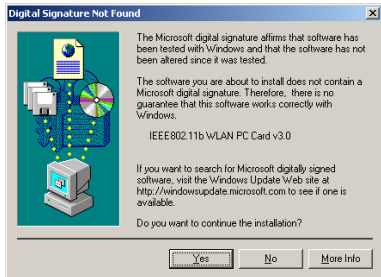 Digital Signature Not Found
The Microsoft digital signature affirms that software has
been tested with Windows and that the software has not
been altered since it was tested.
The software you are about to install does not contain a
Microsoft digital signature. Therefore, there is no
guarantee that this software works correctly with
Windows.
IEEE802.11b WLAN PC Card v3.0
If you want to search for Microsoft digitally signed
software, visit the Windows Update Web site at
http://windowsupdate.microsoft.com to see if one is
available.
Do you want to continue the installation?
Yes No More Info